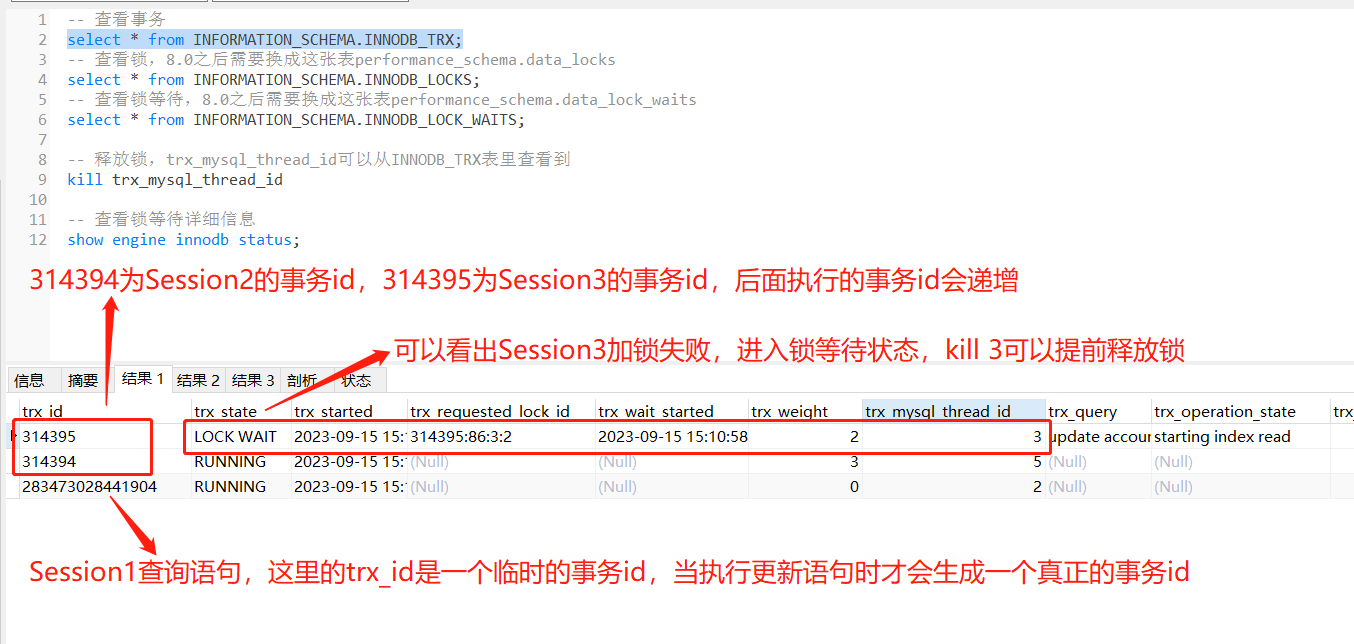 1 -- 查看事务
2 select * from INFORMATION_SCHEMA.INNODB_TRX;
3 -- 查看锁，8.0之后需要换成这张表performance_schema.data_locks
4 select * from INFORMATION_SCHEMA.INNODB_LOCKS;
5 -- 查看锁等待，8.0之后需要换成这张表performance_schema.data_lock_waits
6 select * from INFORMATION_SCHEMA.INNODB_LOCK_WAITS;
7
8 -- 释放锁，trx_mysql_thread_id可以从INNODB_TRX表里查看到
9 kill trx_mysql_thread_id
10
11 -- 查看锁等待详细信息
12 show engine innodb status;
314394为Session2的事务id，314395为Session3的事务id，后面执行的事务id会递增
可以看出Session3加锁失败，进入锁等待状态，kill 3可以提前释放锁
信息 摘要 结果 1 结果 2 结果 3 剖析 状态
trx_id trx_state trx_started trx_requested_lock_id trx_wait_started trx_weight trx_mysql_thread_id trx_query trx_operation_state trx_
314395 LOCK WAIT 2023-09-15 15: 314395:86:3:2 2023-09-15 15:10:58 2 3 update accour starting index read
314394 RUNNING 2023-09-15 15: (Null) (Null) 3 5 (Null) (Null)
283473028441904 RUNNING 2023-09-15 15: (Null) (Null) 0 2 (Null) (Null)
Session1查询语句，这里的trx_id是一个临时的事务id，当执行更新语句时才会生成一个真正的事务id